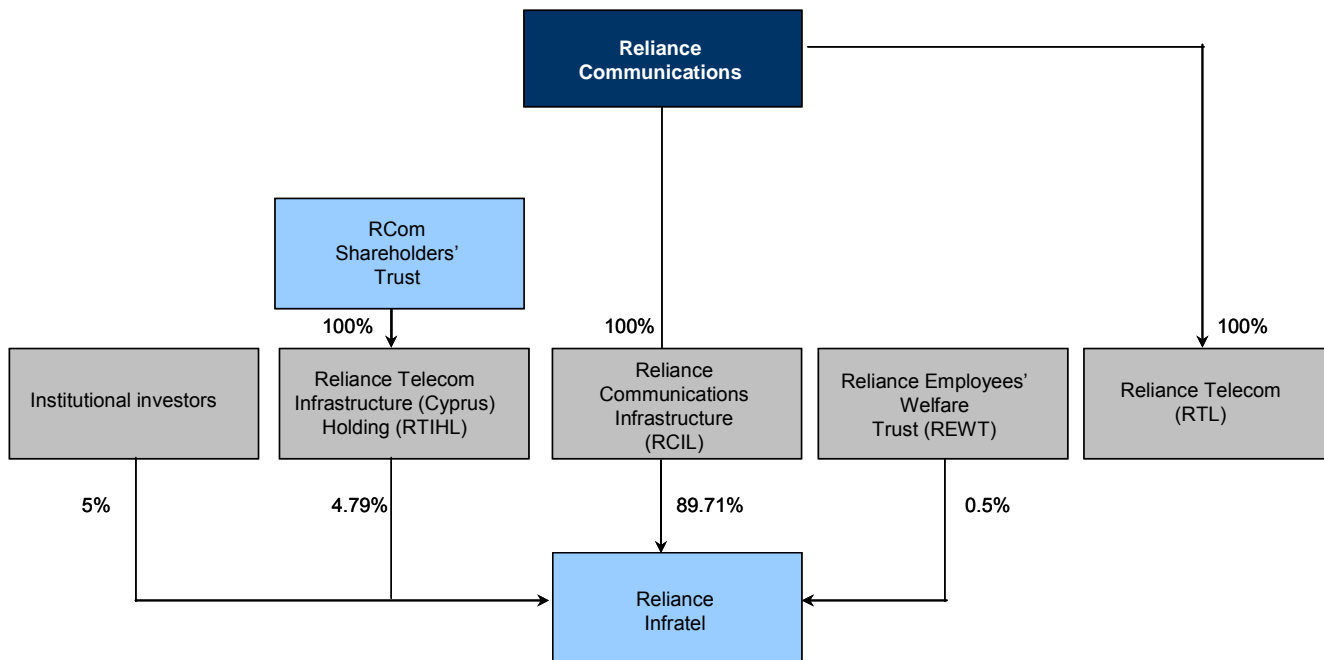 Reliance
Communications
RCom
Shareholders’
Trust
100%
100%
100%
Institutional investors
Reliance Telecom
Infrastructure (Cyprus)
Holding (RTIHL)
Reliance
Communications
Infrastructure
(RCIL)
Reliance Employees’
Welfare
Trust (REWT)
Reliance Telecom
(RTL)
5%
4.79%
89.71%
0.5%
Reliance
Infratel